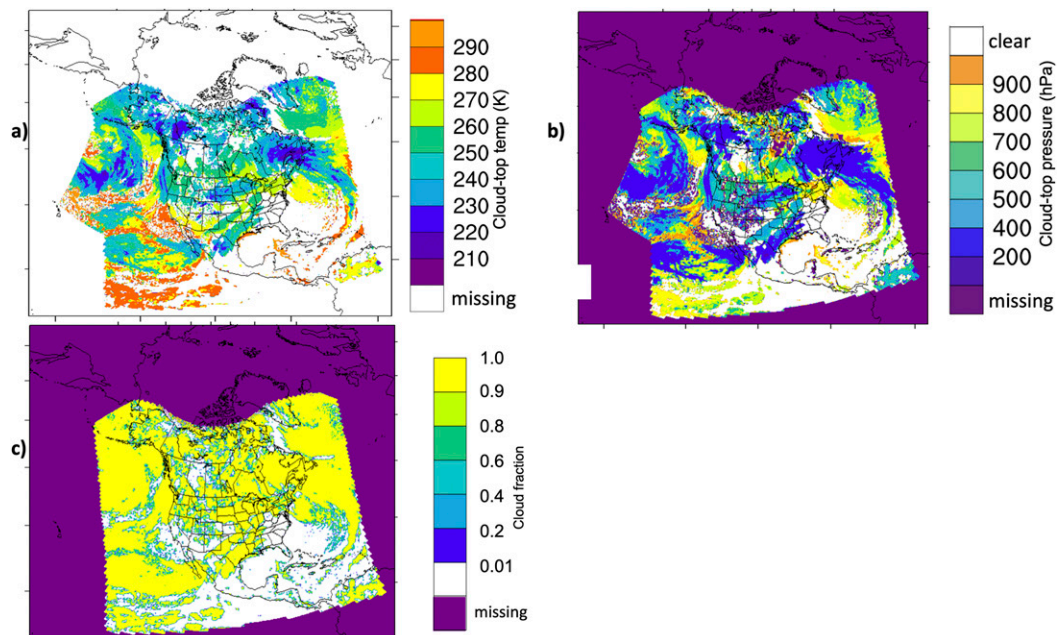 a)
290
280
270
260
250
240
230
220
210
missing
Cloud-top temp (K)
b)
clear
900
800
700
600
500
400
200
missing
Cloud-top pressure (hPa)
c)
1.0
0.9
0.8
0.6
0.4
0.2
0.01
missing
Cloud fraction